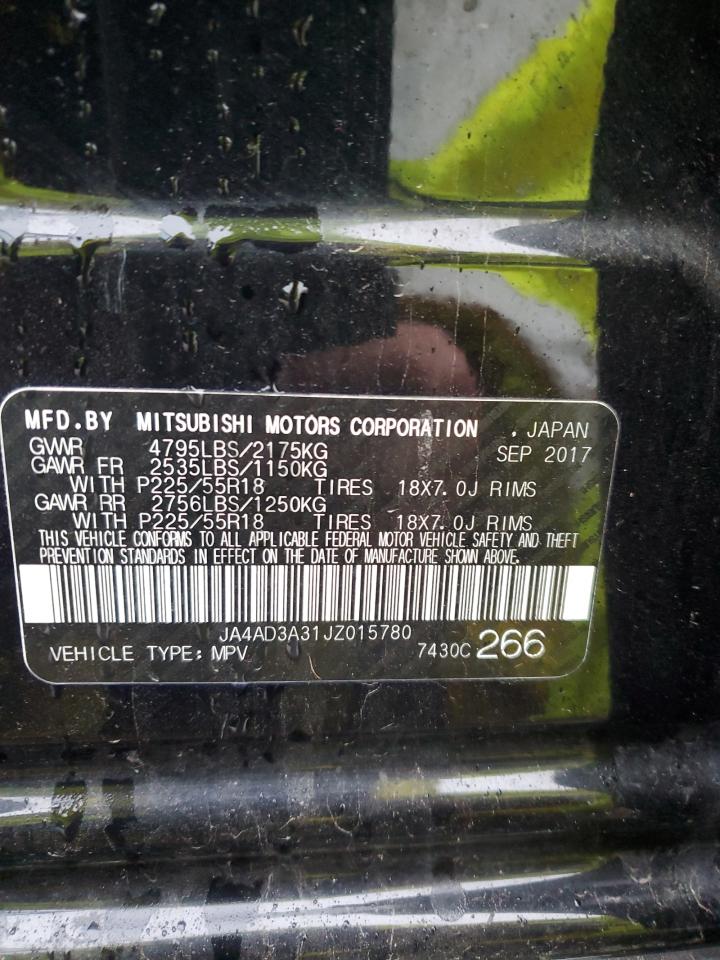 MFD.BY MITSUBISHI MOTORS CORPORATION . JAPAN
GVWR 4795LBS/2175KG SEP 2017
GAWR FR 2535LBS/1150KG
WITH P225/55R18 TIRES 18X7.0J RIMS
GAWR RR 2756LBS/1250KG
WITH P225/55R18 TIRES 18X7.0J RIMS
THIS VEHICLE CONFORMS TO ALL APPLICABLE FEDERAL MOTOR VEHICLE SAFETY AND THEFT
PREVENTION STANDARDS IN EFFECT ON THE DATE OF MANUFACTURE SHOWN ABOVE.
JA4AD3A31JZ015780
VEHICLE TYPE: MPV 7430C 266